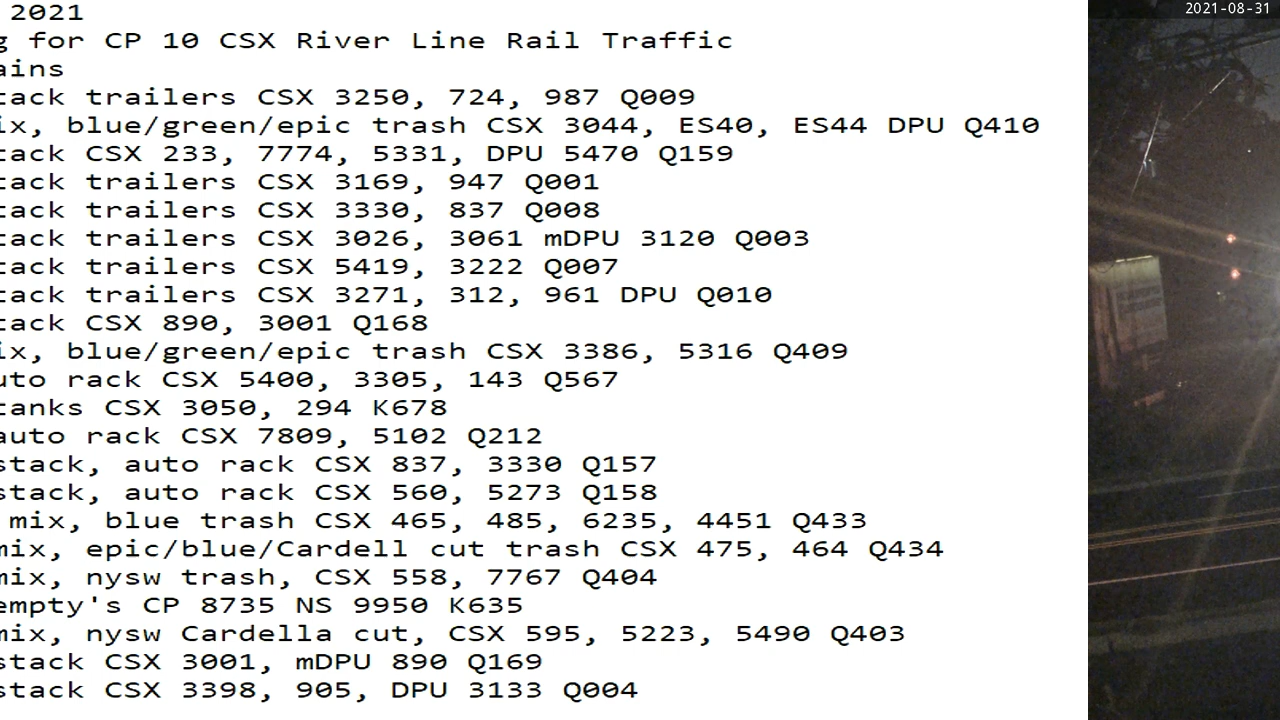 2021
g for CP 10 CSX River Line Rail Traffic
ains
tack trailers CSX 3250, 724, 987 Q009
ix, blue/green/epic trash CSX 3044, ES40, ES44 DPU Q410
tack CSX 233, 7774, 5331, DPU 5470 Q159
tack trailers CSX 3169, 947 Q001
tack trailers CSX 3330, 837 Q008
tack trailers CSX 3026, 3061 mDPU 3120 Q003
tack trailers CSX 5419, 3222 Q007
tack trailers CSX 3271, 312, 961 DPU Q010
tack CSX 890, 3001 Q168
ix, blue/green/epic trash CSX 3386, 5316 Q409
uto rack CSX 5400, 3305, 143 Q567
tanks CSX 3050, 294 K678
auto rack CSX 7809, 5102 Q212
stack, auto rack CSX 837, 3330 Q157
stack, auto rack CSX 560, 5273 Q158
mix, blue trash CSX 465, 485, 6235, 4451 Q433
mix, epic/blue/Cardell cut trash CSX 475, 464 Q434
mix, nysw trash, CSX 558, 7767 Q404
empty's CP 8735 NS 9950 K635
mix, nysw Cardella cut, CSX 595, 5223, 5490 Q403
stack CSX 3001, mDPU 890 Q169
stack CSX 3398, 905, DPU 3133 Q004
2021-08-31